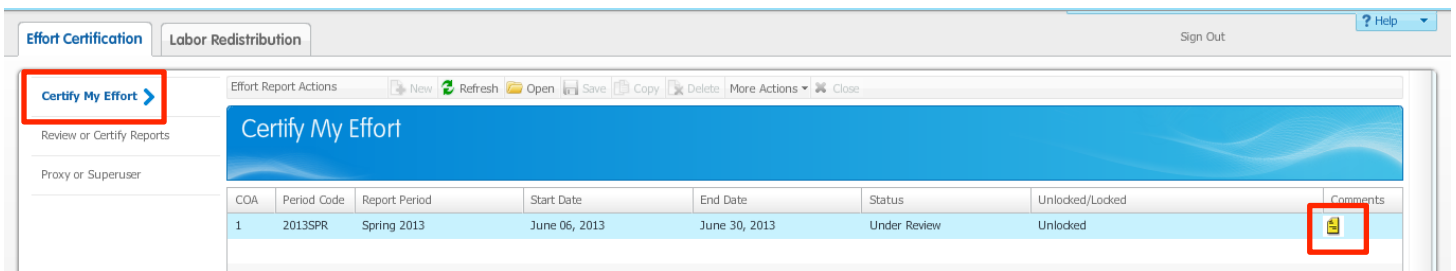 ? Help
Effort Certification Labor Redistribution Sign Out
Certify My Effort
Effort Report Actions New Refresh Open Save Copy Delete More Actions Close
Certify My Effort
Review or Certify Reports
Proxy or Superuser
COA Period Code Report Period Start Date End Date Status Unlocked/Locked Comments
1 2013SPR Spring 2013 June 06, 2013 June 30, 2013 Under Review Unlocked